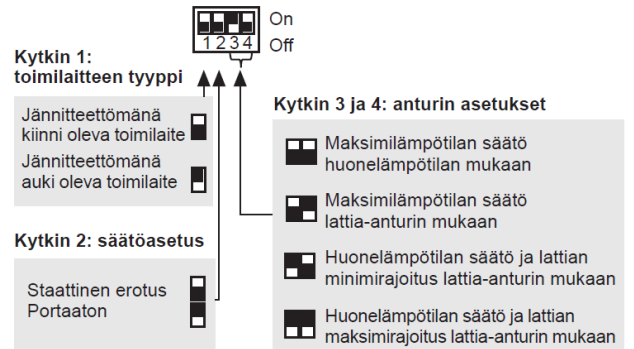 On
1 2 3 4 Off
Kytkin 1:
toimilaitteen tyyppi
Jännitteettömänä
kiinni oleva toimilaite
Jännitteettömänä
auki oleva toimilaite
Kytkin 2: säätöasetus
Staattinen erotus
Portaaton
Kytkin 3 ja 4: anturin asetukset
Maksimilämpötilan säätö
huonelämpötilan mukaan
Maksimilämpötilan säätö
lattia-anturin mukaan
Huonelämpötilan säätö ja lattian
minimirajoitus lattia-anturin mukaan
Huonelämpötilan säätö ja lattian
maksimirajoitus lattia-anturin mukaan